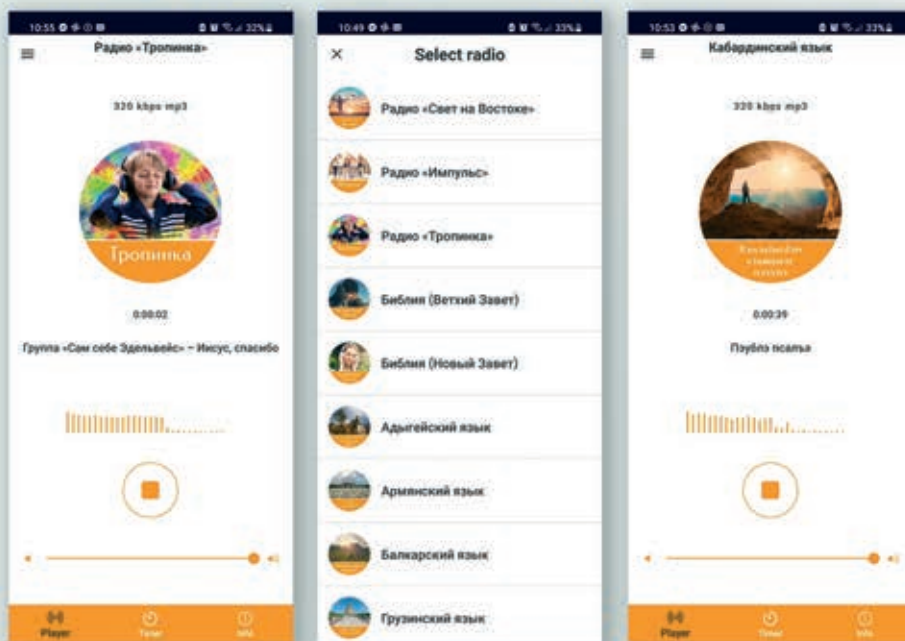 10:55
33%
Радио «Тропинка»
320 kbps mp3
Тропинка
0:00:02
Группа «Сам себе Эдельвейс» – Иисус, спасибо
Player
Timer
Info
10:49
33%
Select radio
Радио «Свет на Востоке»
Радио «Импульс»
Радио «Тропинка»
Библия (Ветхий Завет)
Библия (Новый Завет)
Адыгейский язык
Армянский язык
Балкарский язык
Грузинский язык
10:53
33%
Кабардинский язык
320 kbps mp3
0:00:39
Пэублэ псалъэ
Player
Timer
Info